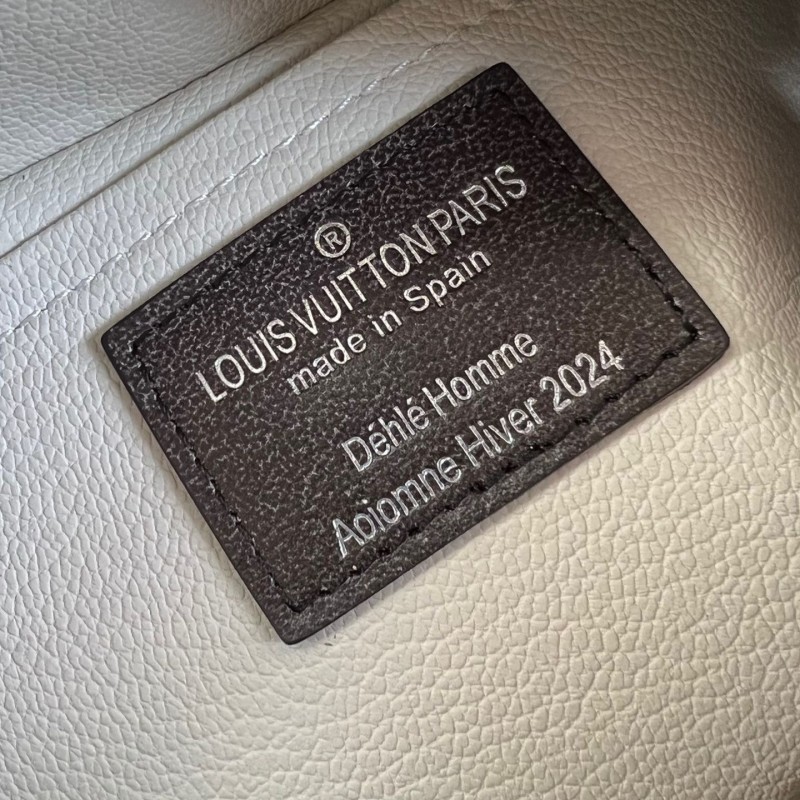 ®
LOUIS VUITTON PARIS
made in Spain
Déhlé Homme
Aoiomne Hiver 2024